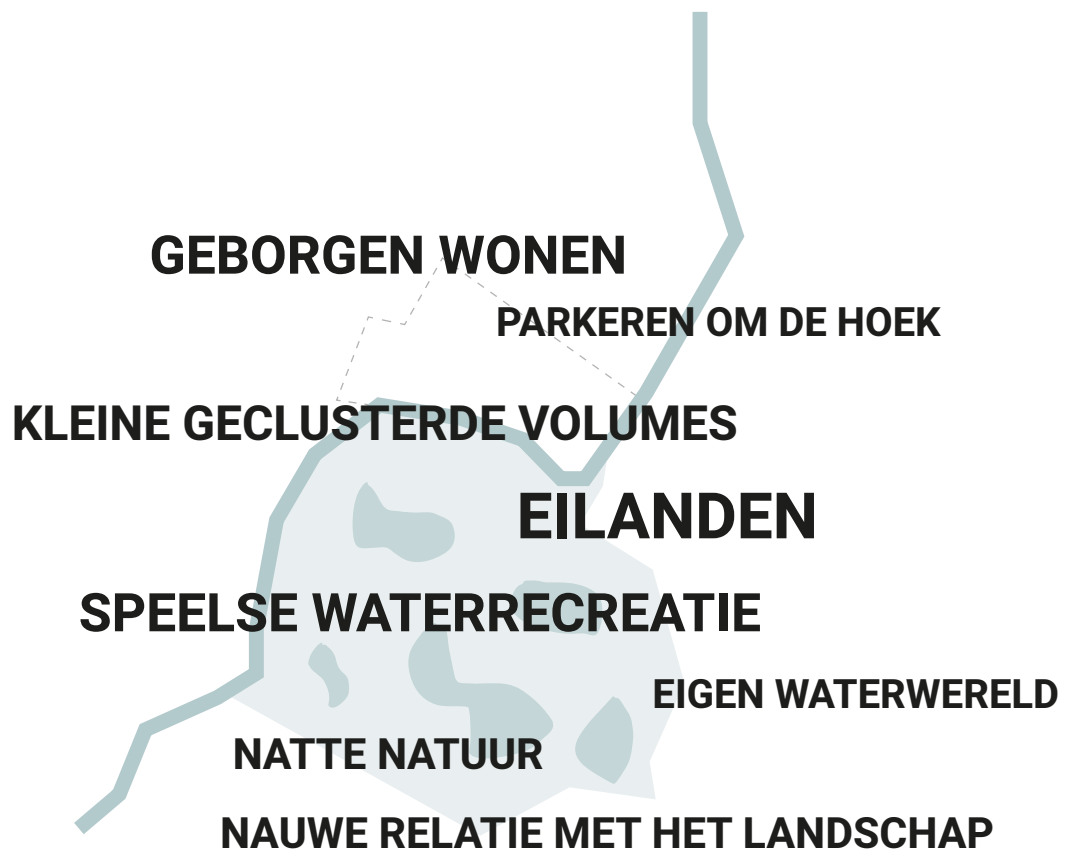 GEBORGEN WONEN
PARKEREN OM DE HOEK
KLEINE GECLUSTERDE VOLUMES
EILANDEN
SPEELSE WATERRECREATIE
EIGEN WATERWERELD
NATTE NATUUR
NAUWE RELATIE MET HET LANDSCHAP